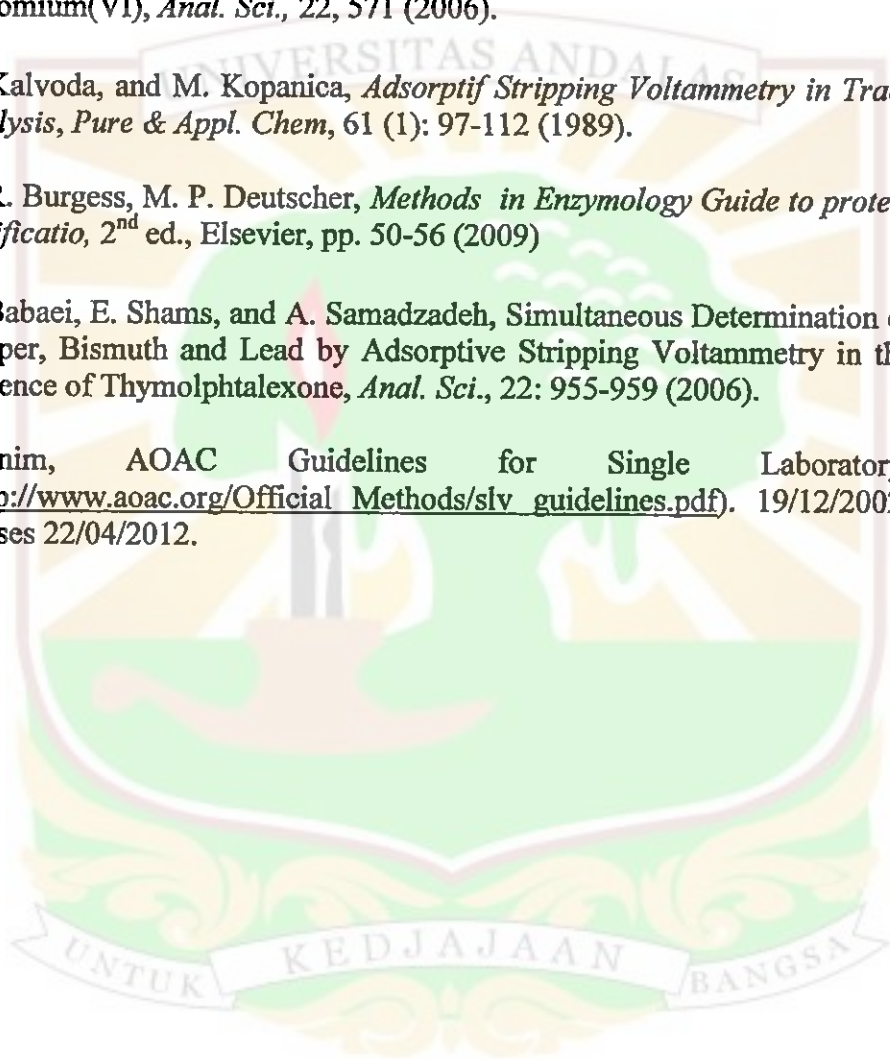 omium(VI), Anal. Sci., 22, 571 (2006).
UNIVERSITAS ANDALAS
Kalvoda, and M. Kopanica, Adsorptif Stripping Voltammetry in Tra
lysis, Pure & Appl. Chem, 61 (1): 97-112 (1989).
R. Burgess, M. P. Deutscher, Methods in Enzymology Guide to prote
ificatio, 2nd ed., Elsevier, pp. 50-56 (2009)
Babaei, E. Shams, and A. Samadzadeh, Simultaneous Determination
per, Bismuth and Lead by Adsorptive Stripping Voltammetry in th
ence of Thymolphtalexone, Anal. Sci., 22: 955-959 (2006).
nim, AOAC Guidelines for Single Laboratory
p://www.aoac.org/Official_Methods/slv_guidelines.pdf). 19/12/200
ses 22/04/2012.
UNTUK KEDJAJAAN BANGSA